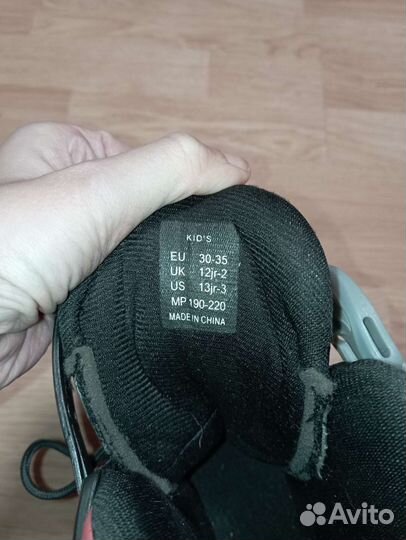 KID'S
EU 30-35
UK 12jr-2
US 13jr-3
MP 190-220
MADE IN CHINA
Avito